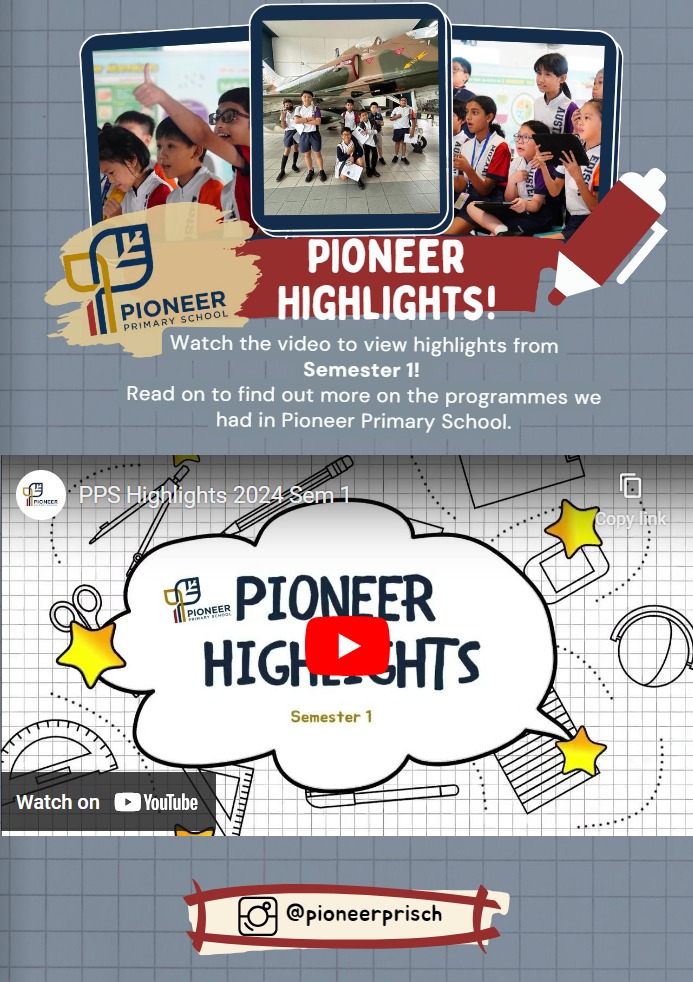 PIONEER
HIGHLIGHTS!
PIONEER
PRIMARY SCHOOL
Watch the video to view highlights from
Semester 1!
Read on to find out more on the programmes we
had in Pioneer Primary School.
PIONEER
PPS Highlights 2024 Sem 1
Copy link
PIONEER
PRIMARY SCHOOL
PIONEER
HIGHLIGHTS
Semester 1
Watch on YouTube
@pioneerprisch